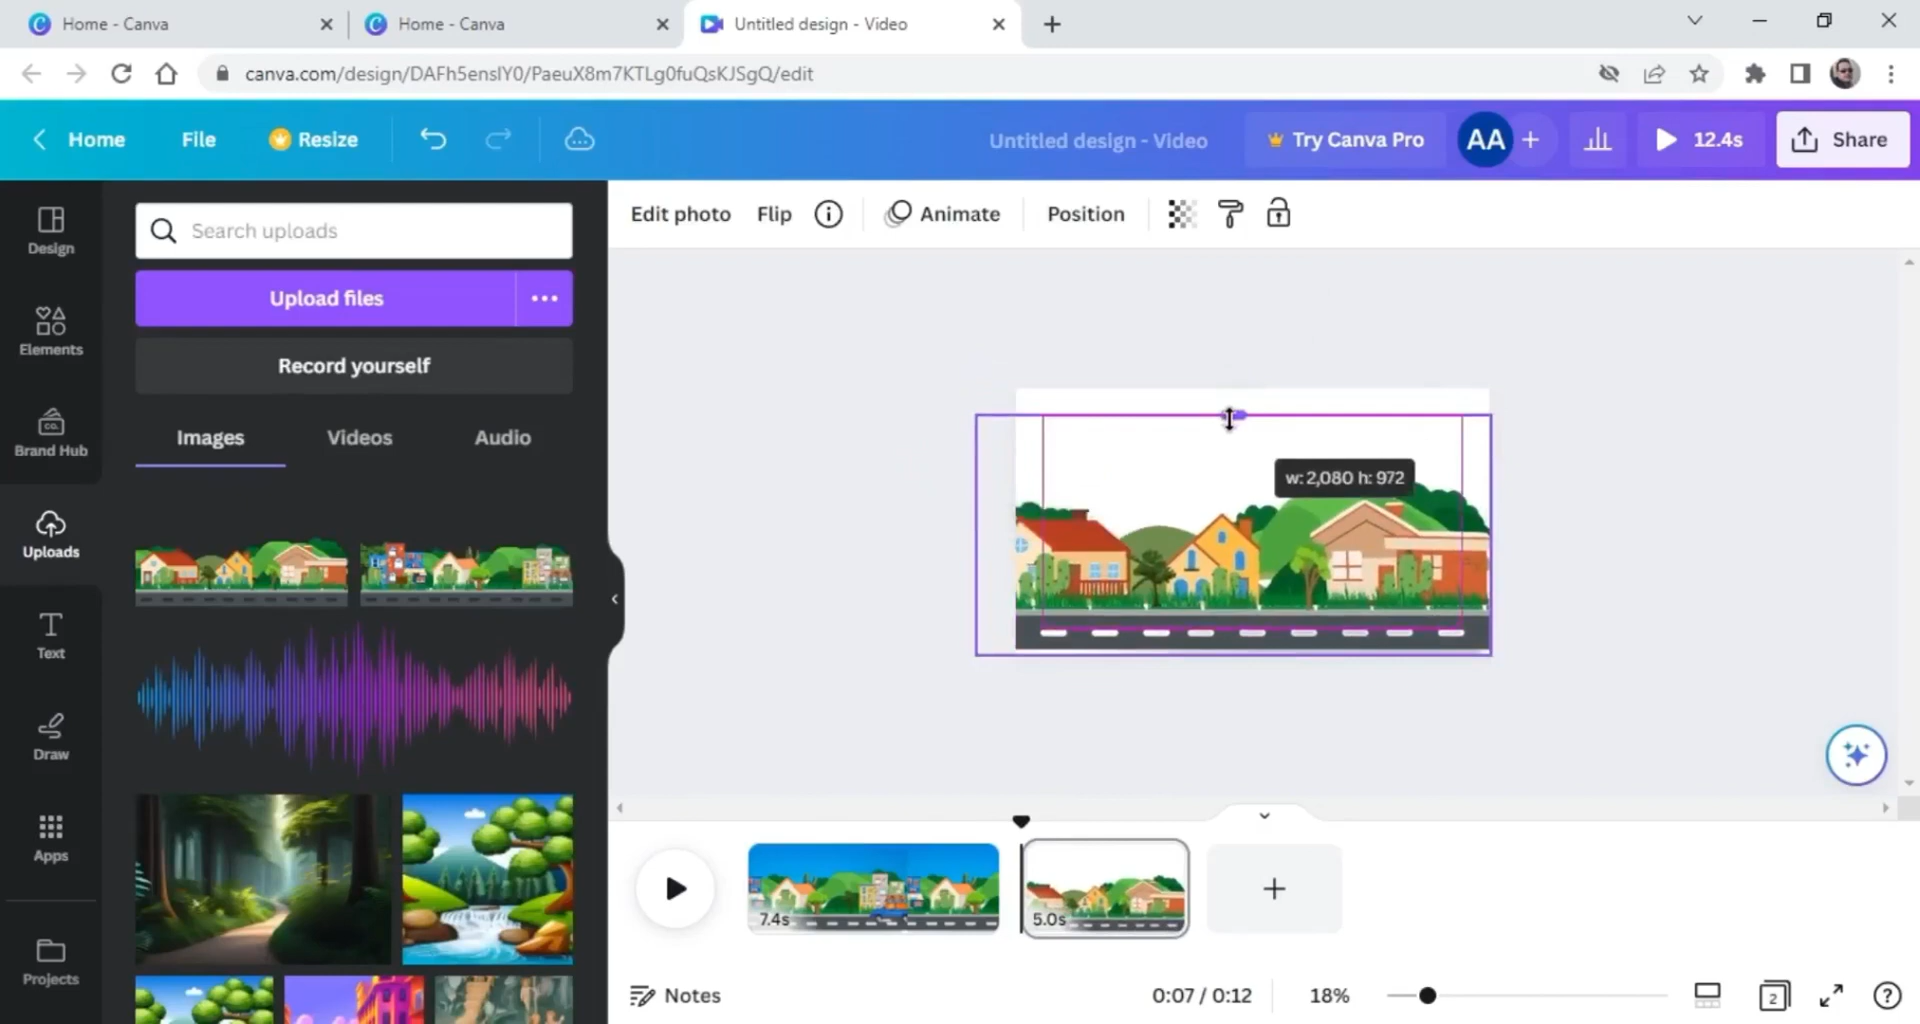 Home - Canva
Home - Canva
Untitled design - Video
canva.com/design/DAFh5enslY0/PaeuX8m7KTLg0fuQsKJSgQ/edit
Home
File
Resize
Untitled design - Video
Try Canva Pro
AA
12.4s
Share
Design
Elements
Brand Hub
CO.
Uploads
Text
Draw
Apps
Projects
Search uploads
Upload files
Record yourself
Images
Videos
Audio
Edit photo
Flip
Animate
Position
w: 2,080 h: 972
7.4s
5.0s
Notes
0:07 / 0:12
18%
2